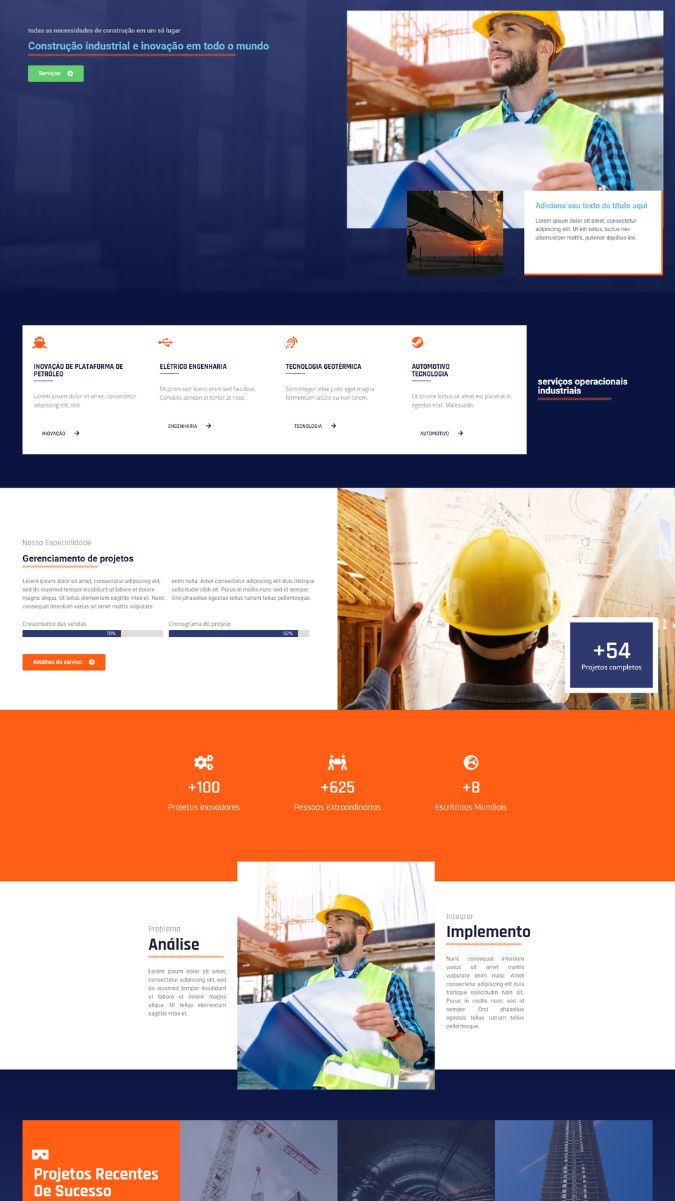 todas as necessidades de construção em um só lugar
Construção industrial e inovação em todo o mundo
Serviços
Adicione seu texto de título aqui
Lorem ipsum dolor sit amet, consectetur
adipiscing elit. Ut elit tellus, luctus nec
ullamcorper mattis, pulvinar dapibus leo.
INOVAÇÃO DE PLATAFORMA DE
PETRÓLEO
Lorem ipsum dolor sit amet, consectetur
adipiscing elit, sed.
INOVAÇÃO
ELÉTRICO ENGENHARIA
Mi proin sed libero enim sed faucibus.
Convallis aenean et tortor at risus .
ENGENHARIA
TECNOLOGIA GEOTÉRMICA
Sem integer vitae justo eget magna
fermentum iaculis eu non lorem.
TECNOLOGIA
AUTOMOTIVO
TECNOLOGIA
Ut ornare lectus sit amet est placerat in
egestas erat. Malesuada.
AUTOMOTIVO
serviços operacionais
industriais
Nossa Especialidade
Gerenciamento de projetos
Lorem ipsum dolor sit amet, consectetur adipiscing elit,
sed do eiusmod tempor incididunt ut labore et dolore
magna aliqua. Ut tellus elementum sagittis vitae et. Nunc
consequat interdum varius sit amet mattis vulputate
enim nulla. Amet consectetur adipiscing elit duis tristique
sollicitudin nibh sit. Purus in mollis nunc sed id semper.
Orci phasellus egestas tellus rutrum tellus pellentesque.
Crescimento das vendas
70%
Cronograma do projeto
92%
detalhes do serviço
+54
Projetos completos
+100
Projetos Inovadores
+625
Pessoas Extraordinárias
+8
Escritórios Mundiais
Problema
Análise
Lorem ipsum dolor sit amet,
consectetur adipiscing elit, sed
do eiusmod tempor incididunt
ut labore et dolore magna
aliqua. Ut tellus elementum
sagittis vitae et.
Integrar
Implemento
Nunc consequat interdum
varius sit amet mattis
vulputate enim nulla. Amet
consectetur adipiscing elit duis
tristique sollicitudin nibh sit.
Purus in mollis nunc sed id
semper. Orci phasellus
egestas tellus rutrum tellus
pellentesque.
Projetos Recentes
De Sucesso